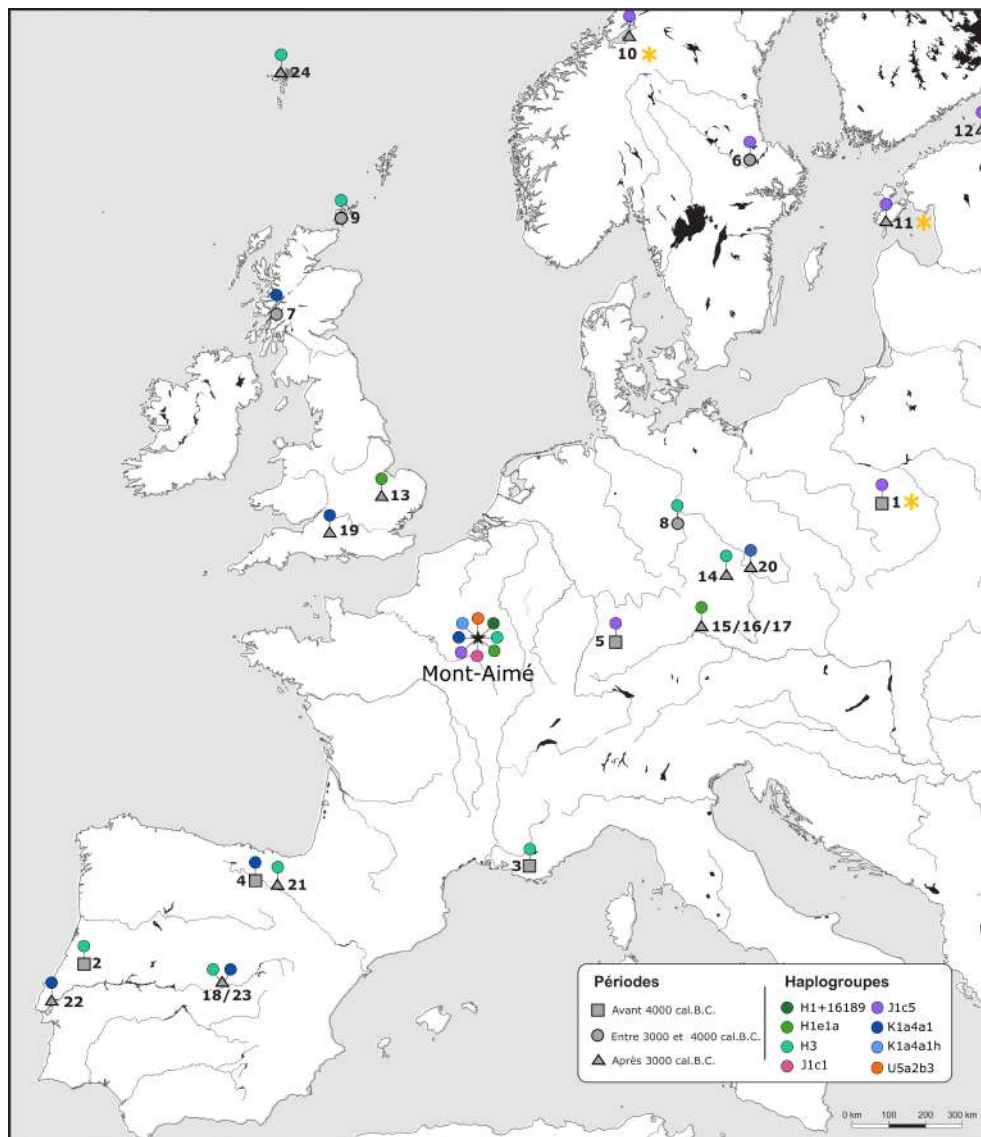 10
24
12
6
11
9
7
13
1
19
8
14
20
15/16/17
5
Mont-Aimé
3
4
21
2
18/23
22
Périodes
Avant 4000 cal.B.C.
Entre 3000 et 4000 cal.B.C.
Après 3000 cal.B.C.
Haplogroupes
H1+16189
H1e1a
H3
J1c1
J1c5
K1a4a1
K1a4a1h
U5a2b3
0 km 100 200 300 km